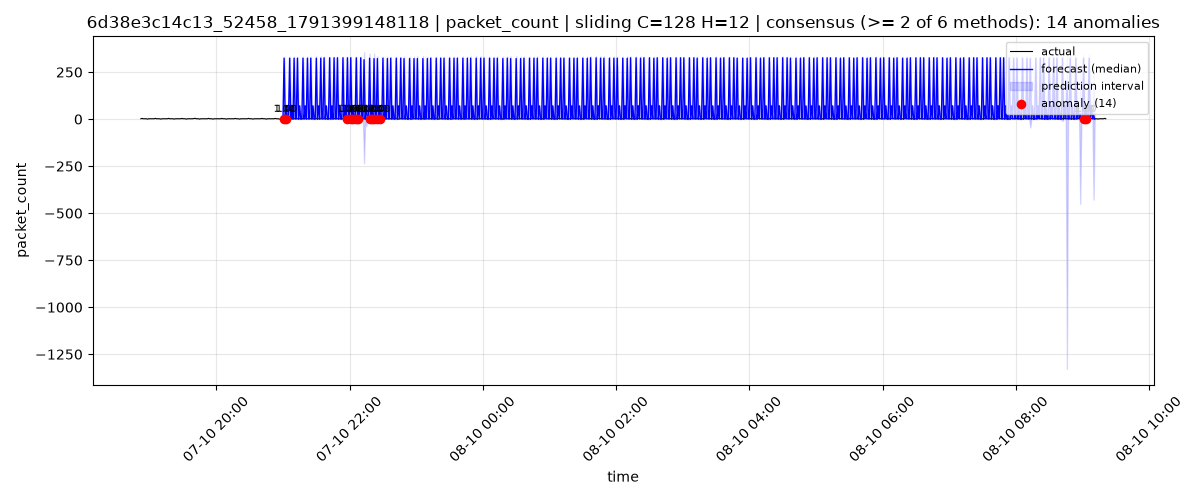 6d38e3c14c13_52458_1791399148118 | packet_count | sliding C=128 H=12 | consensus (>= 2 of 6 methods): 14 anomalies
actual
forecast (median)
prediction interval
anomaly (14)
250
0
−250
−500
−750
−1000
−1250
packet_count
07-10 20:00
07-10 22:00
08-10 00:00
08-10 02:00
08-10 04:00
08-10 06:00
08-10 08:00
08-10 10:00
time